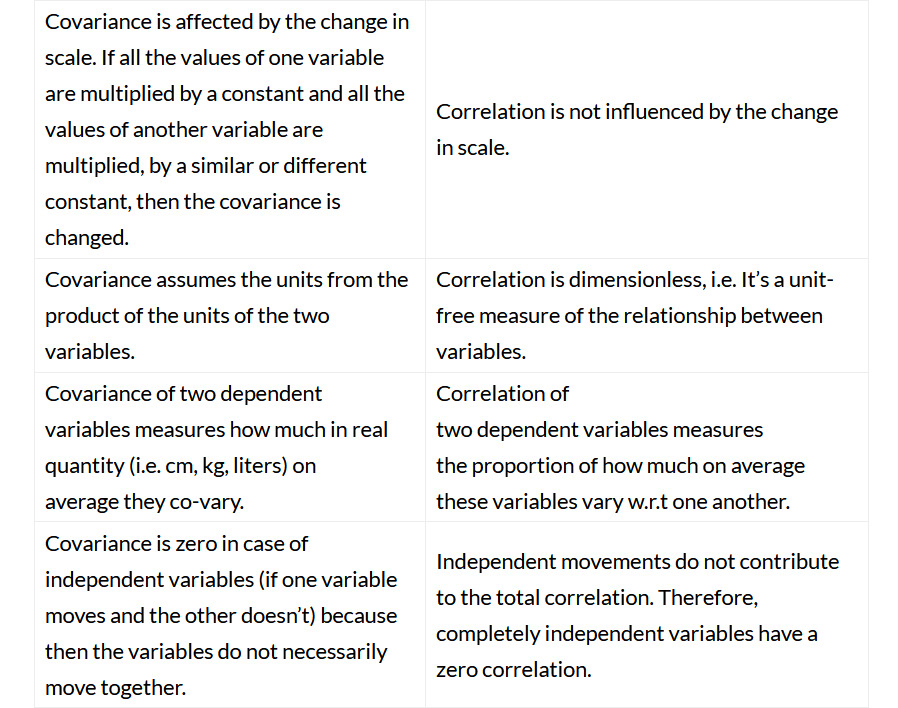 Covariance is affected by the change in
scale. If all the values of one variable
are multiplied by a constant and all the
values of another variable are
multiplied, by a similar or different
constant, then the covariance is
changed.
Correlation is not influenced by the change
in scale.
Covariance assumes the units from the
product of the units of the two
variables.
Correlation is dimensionless, i.e. It’s a unit-
free measure of the relationship between
variables.
Covariance of two dependent
variables measures how much in real
quantity (i.e. cm, kg, liters) on
average they co-vary.
Correlation of
two dependent variables measures
the proportion of how much on average
these variables vary w.r.t one another.
Covariance is zero in case of
independent variables (if one variable
moves and the other doesn’t) because
then the variables do not necessarily
move together.
Independent movements do not contribute
to the total correlation. Therefore,
completely independent variables have a
zero correlation.